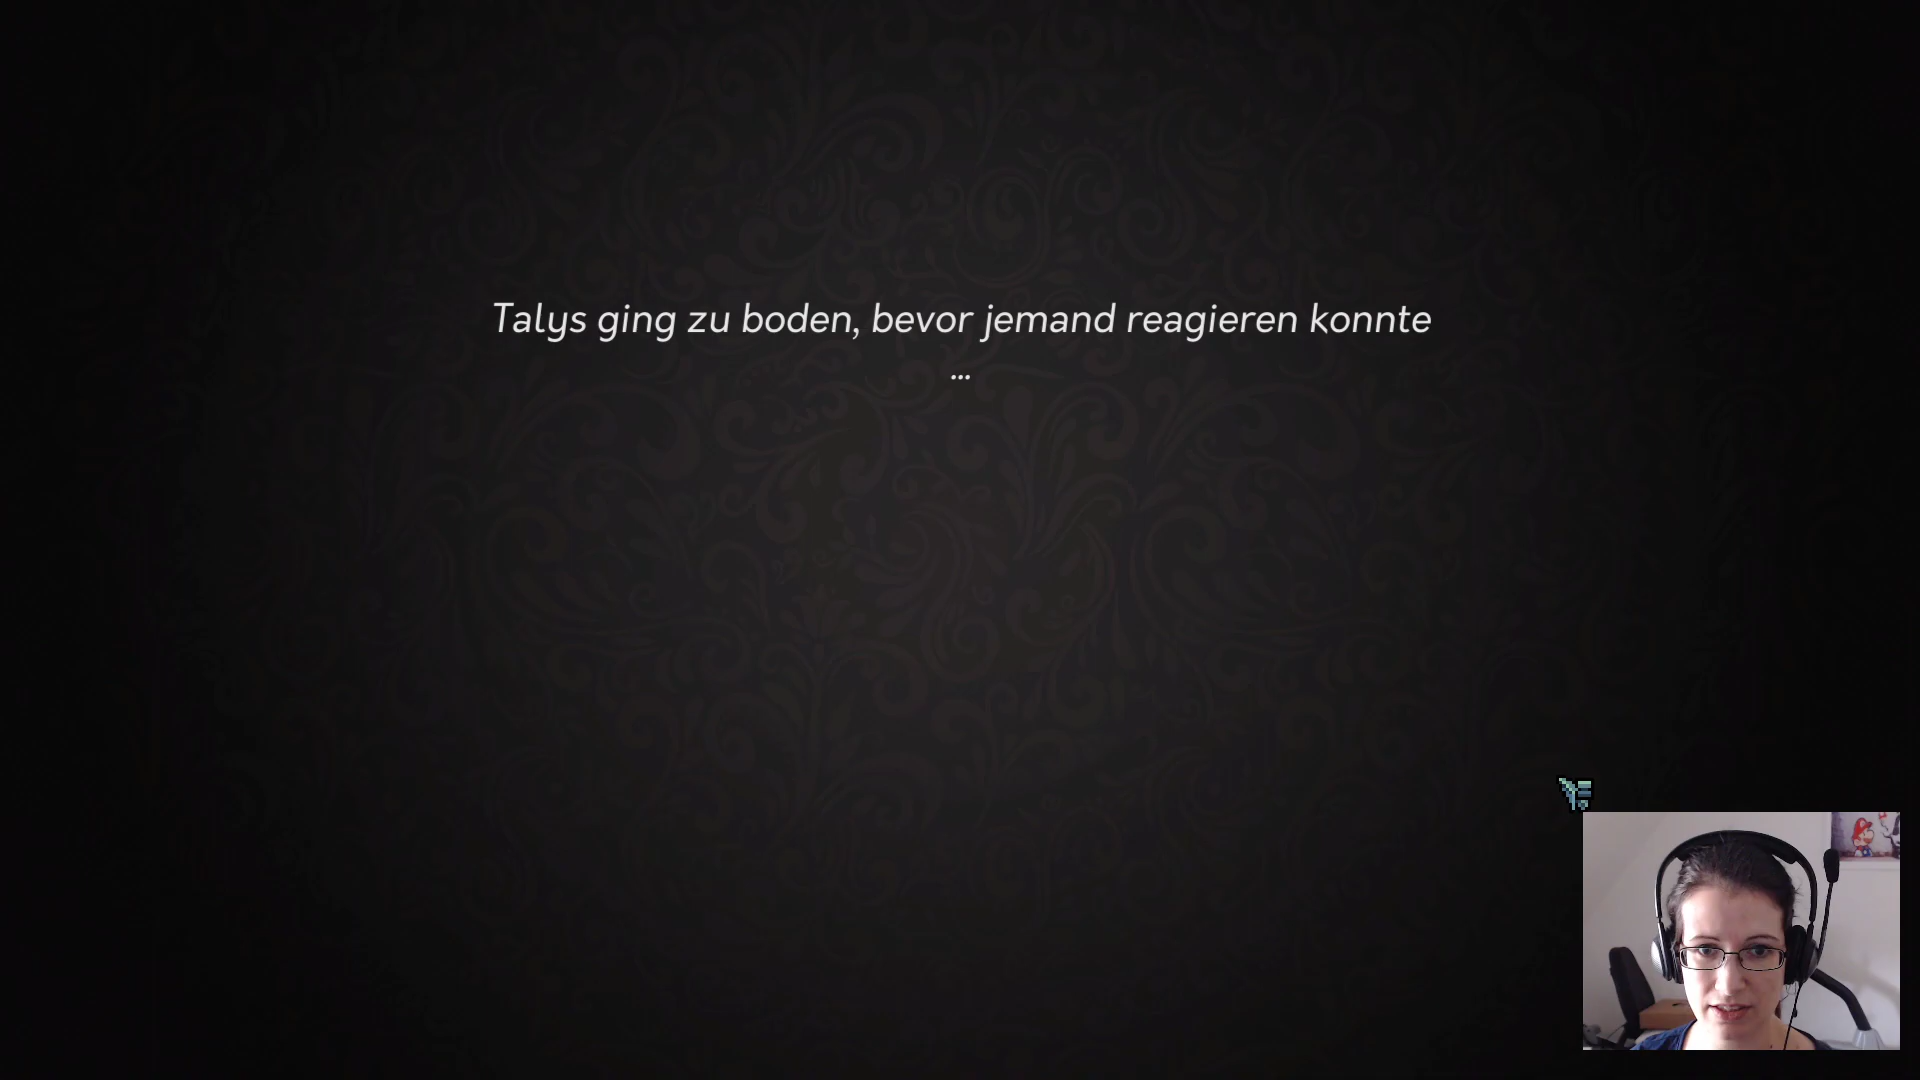 Talys ging zu boden, bevor jemand reagieren konnte
...